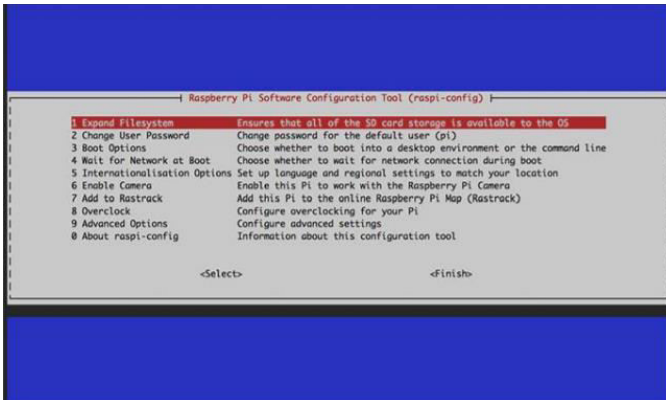 Raspberry Pi Software Configuration Tool (raspi-config)
1 Expand Filesystem Ensures that all of the SD card storage is available to the OS
2 Change User Password Change password for the default user (pi)
3 Boot Options Choose whether to boot into a desktop environment or the command line
4 Wait for Network at Boot Choose whether to wait for network connection during boot
5 Internationalisation Options Set up language and regional settings to match your location
6 Enable Camera Enable this Pi to work with the Raspberry Pi Camera
7 Add to Rastrack Add this Pi to the online Raspberry Pi Map (Rastrack)
8 Overclock Configure overclocking for your Pi
9 Advanced Options Configure advanced settings
0 About raspi-config Information about this configuration tool
<Select> <Finish>